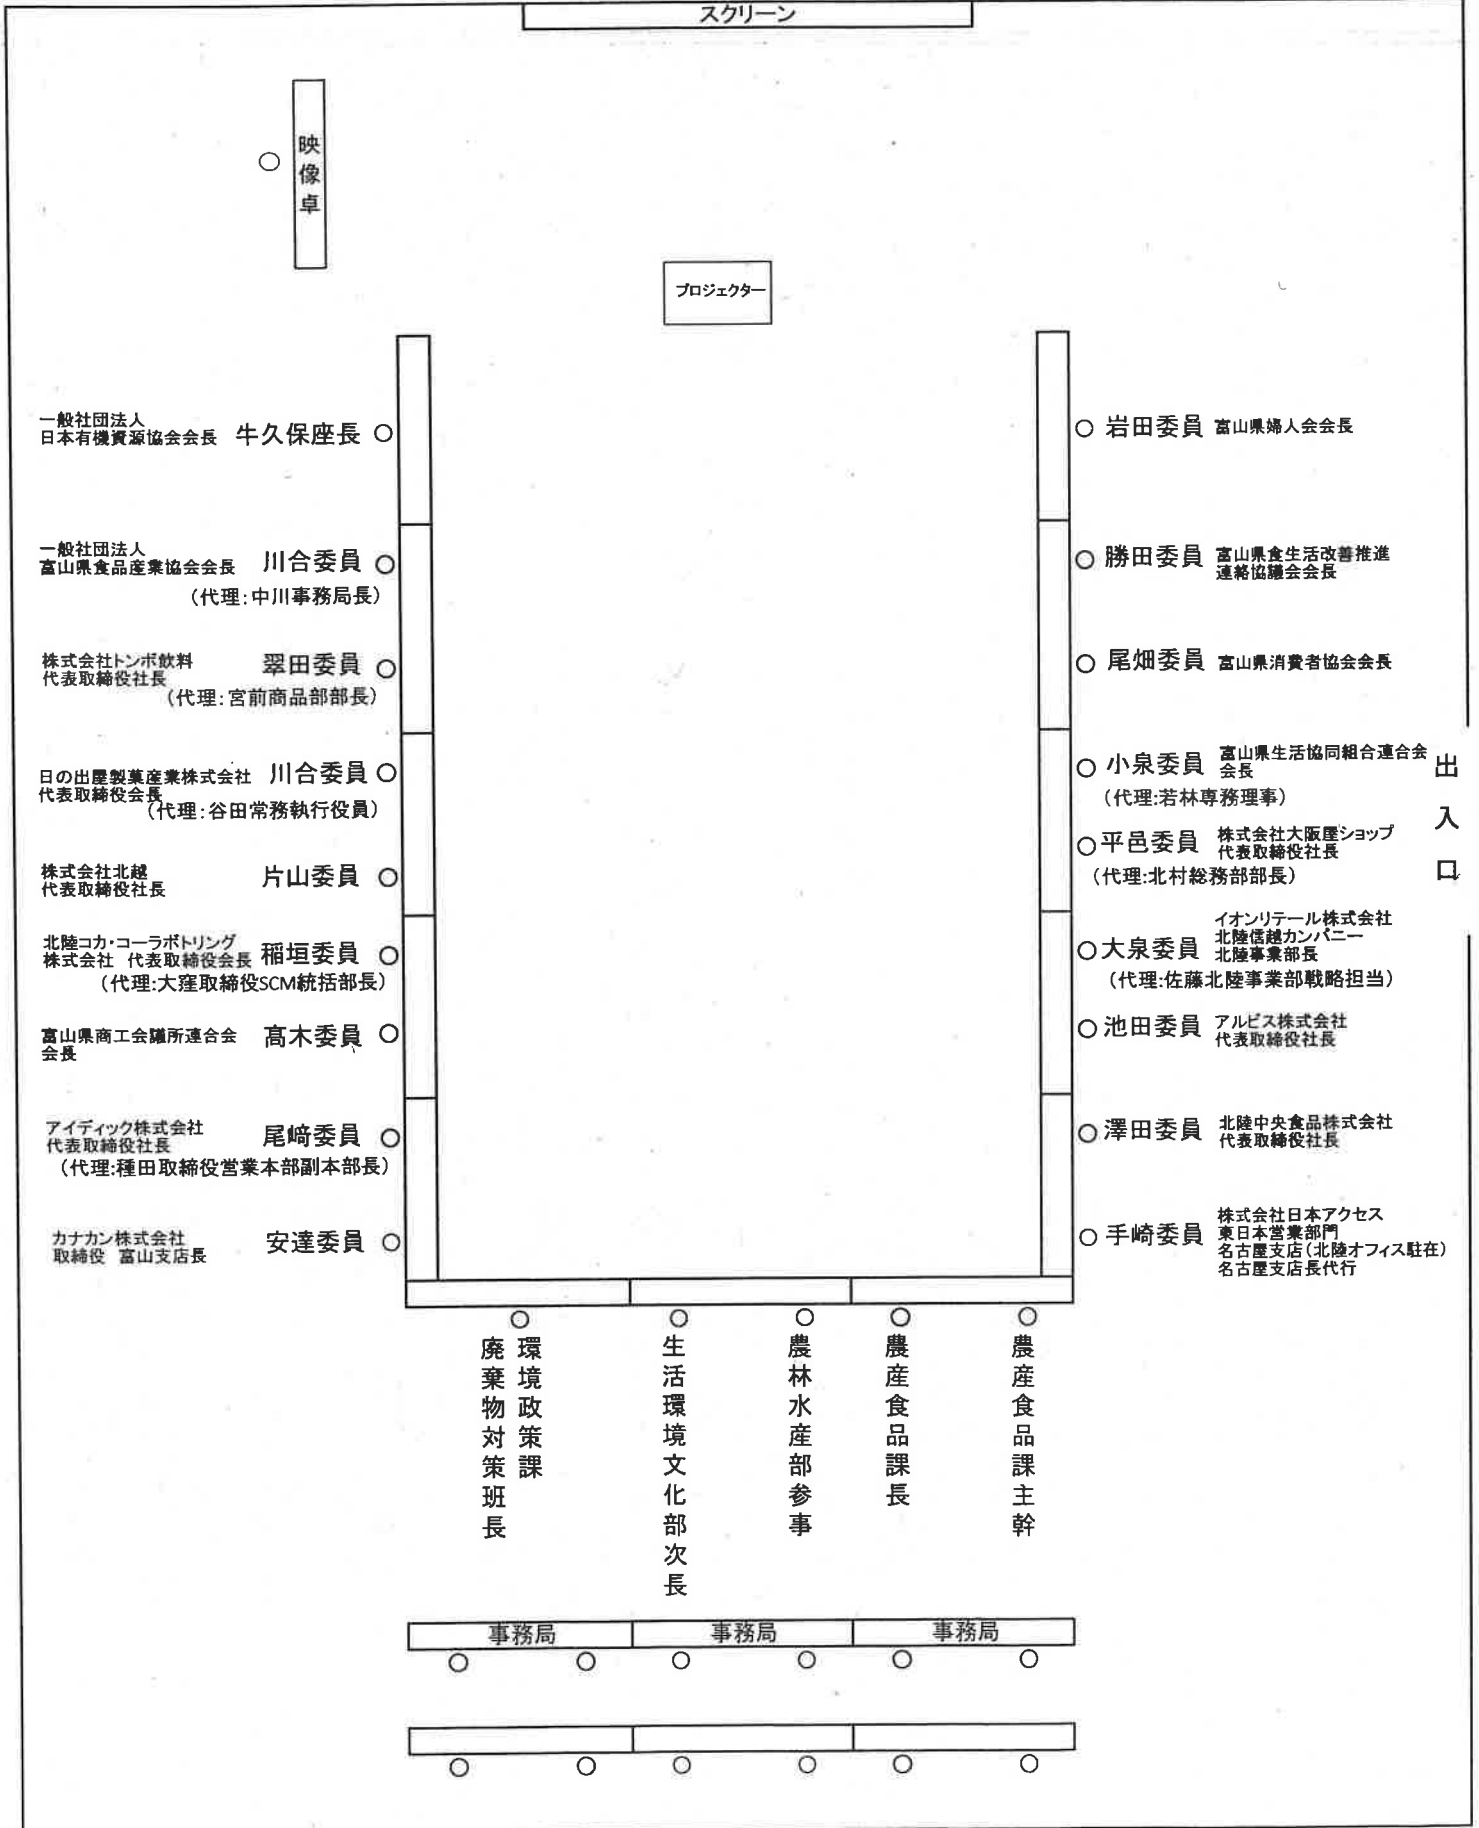 スクリーン
映像卓
プロジェクター
一般社団法人
日本有機資源協会会長 牛久保座長
一般社団法人
富山県食品産業協会会長 川合委員
(代理:中川事務局長)
株式会社トンボ飲料
代表取締役社長 翠田委員
(代理:宮前商品部部長)
日の出屋製菓産業株式会社 川合委員
代表取締役会長
(代理:谷田常務執行役員)
株式会社北越
代表取締役社長 片山委員
北陸コカ・コーラボトリング
株式会社 代表取締役会長 稲垣委員
(代理:大窪取締役SCM統括部長)
富山県商工会議所連合会
会長 髙木委員
アイディック株式会社
代表取締役社長 尾﨑委員
(代理:種田取締役営業本部副本部長)
カナカン株式会社
取締役 富山支店長 安達委員
岩田委員 富山県婦人会会長
勝田委員 富山県食生活改善推進
連絡協議会会長
尾畑委員 富山県消費者協会会長
小泉委員 富山県生活協同組合連合会
会長
(代理:若林専務理事)
平邑委員 株式会社大阪屋ショップ
代表取締役社長
(代理:北村総務部部長)
イオンリテール株式会社
大泉委員 北陸信越カンパニー
北陸事業部長
(代理:佐藤北陸事業部戦略担当)
池田委員 アルビス株式会社
代表取締役社長
澤田委員 北陸中央食品株式会社
代表取締役社長
手崎委員 株式会社日本アクセス
東日本営業部門
名古屋支店(北陸オフィス駐在)
名古屋支店長代行
出入口
環境政策課
廃棄物対策班長
生活環境文化部次長
農林水産部参事
農産食品課長
農産食品課主幹
事務局 事務局 事務局